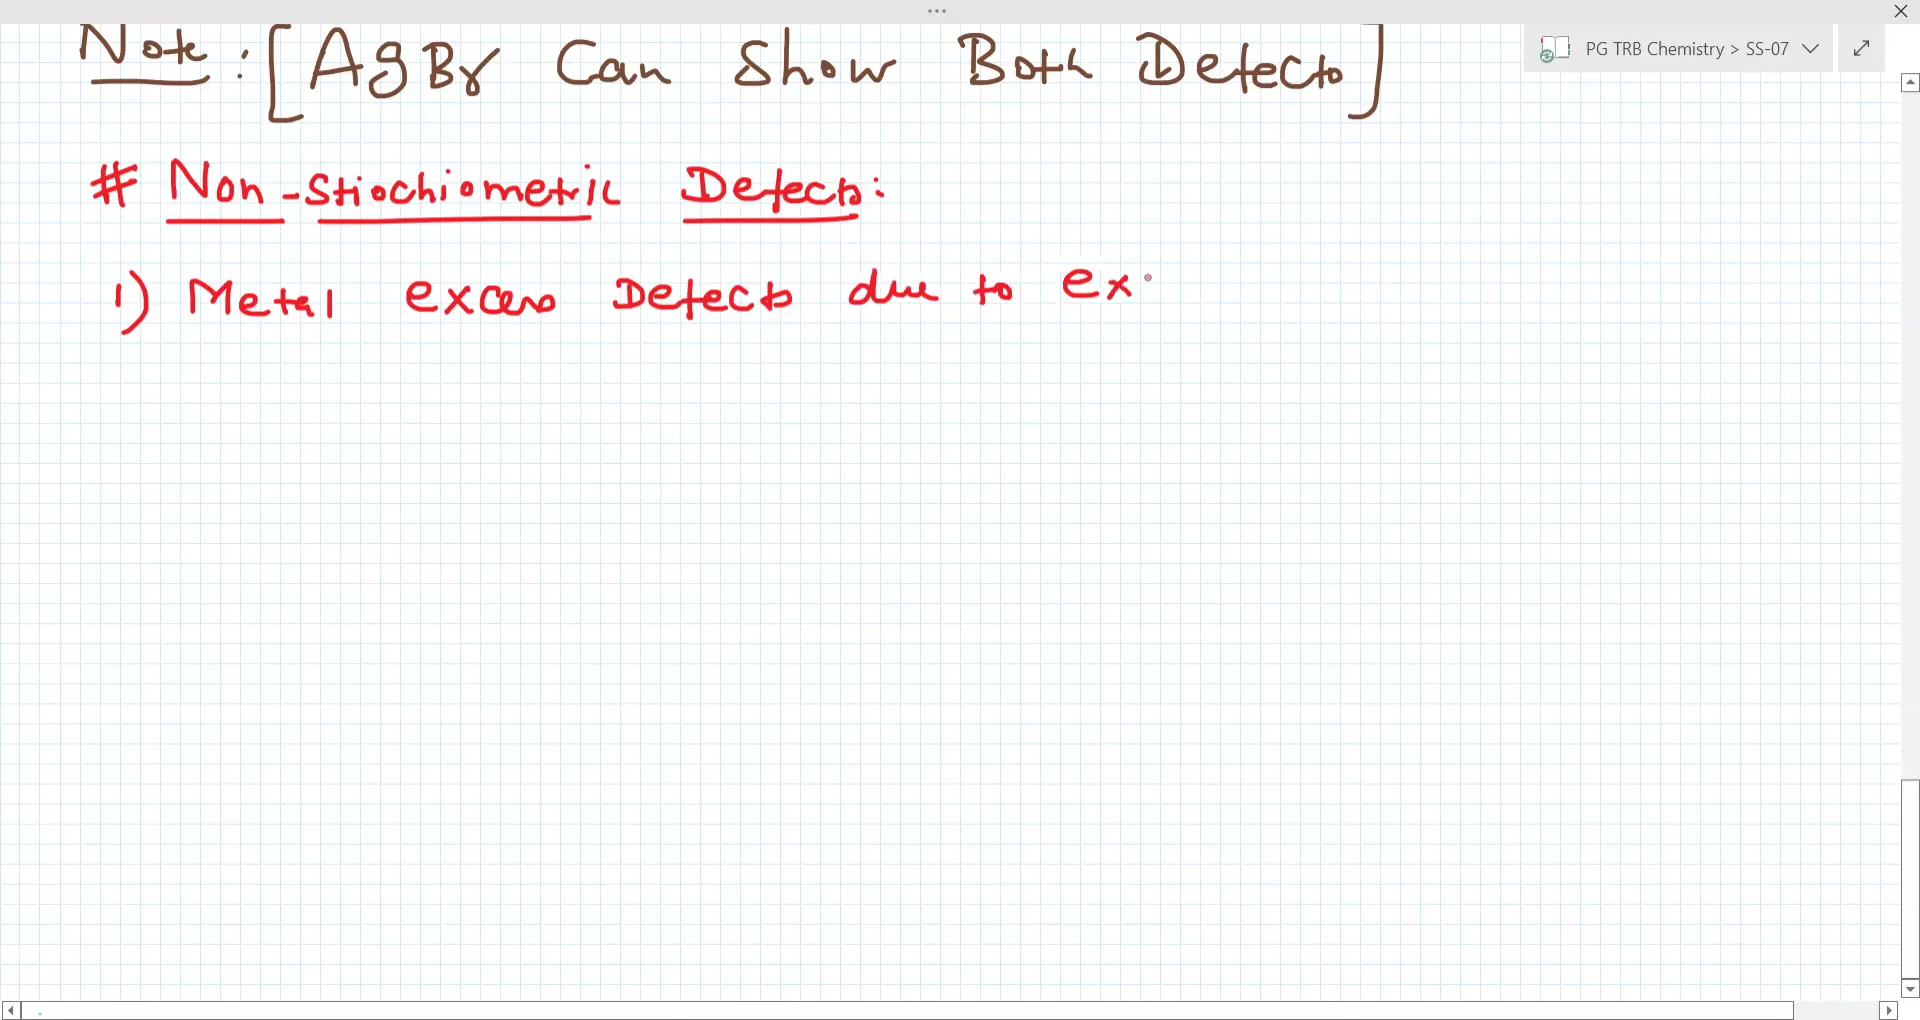 PG TRB Chemistry > SS-07
Note : [AgBr Can Show Both Defects]
# Non-Stiochiometric Defects:
1) Metal excess Defects due to ex